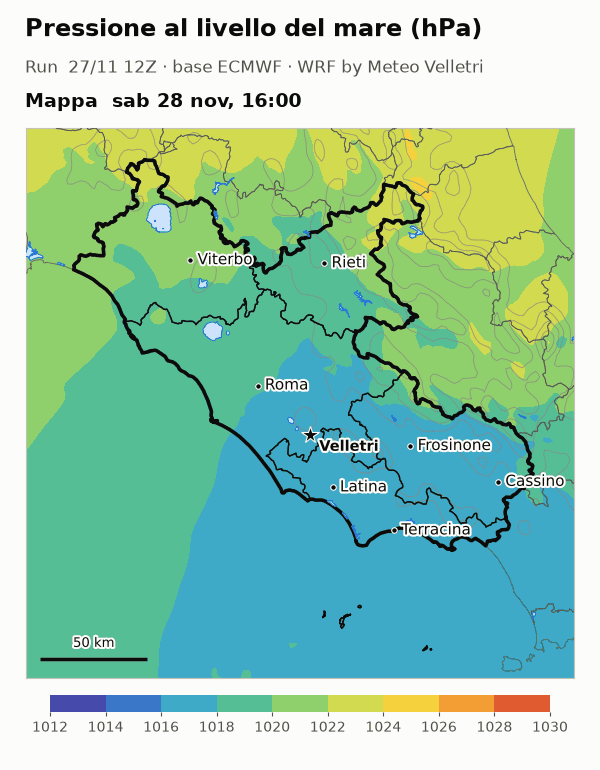 Pressione al livello del mare (hPa)
Run  27/11 12Z · base ECMWF · WRF by Meteo Velletri
Mappa  sab 28 nov, 16:00
Viterbo
Rieti
Roma
Velletri
Frosinone
Latina
Cassino
Terracina
50 km
1012 1014 1016 1018 1020 1022 1024 1026 1028 1030